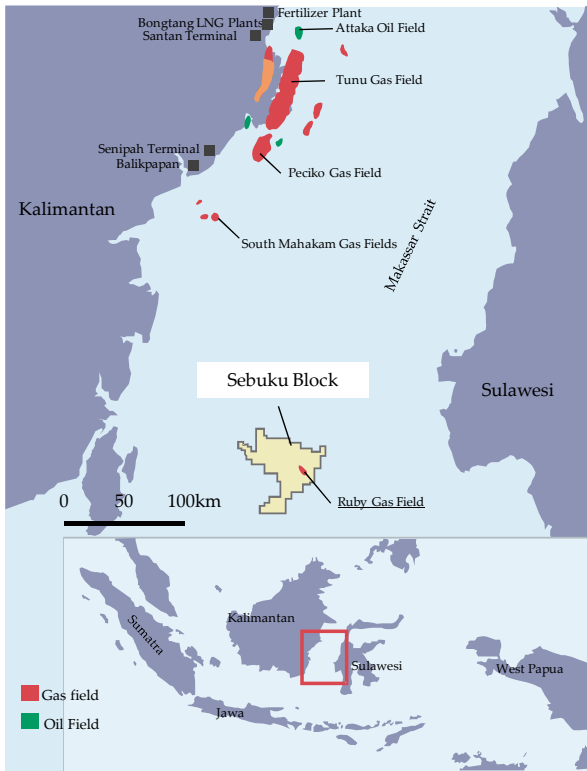 Fertilizer Plant
Bongtang LNG Plants
Santan Terminal
Attaka Oil Field
Tunu Gas Field
Senipah Terminal
Balikpapan
Peciko Gas Field
Kalimantan
South Mahakam Gas Fields
Makassar Strait
Sebuku Block
Sulawesi
0 50 100km
Ruby Gas Field
Kalimantan
Sumatra
Sulawesi
West Papua
Gas field
Jawa
Oil Field